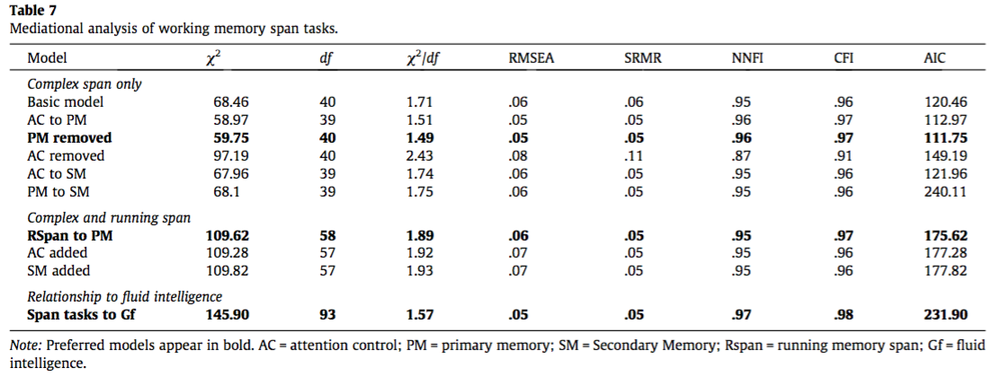 Table 7
Mediational analysis of working memory span tasks.
Model χ² df χ²/df RMSEA SRMR NNFI CFI AIC
Complex span only
Basic model 68.46 40 1.71 .06 .06 .95 .96 120.46
AC to PM 58.97 39 1.51 .05 .05 .96 .97 112.97
PM removed 59.75 40 1.49 .05 .05 .96 .97 111.75
AC removed 97.19 40 2.43 .08 .11 .87 .91 149.19
AC to SM 67.96 39 1.74 .06 .05 .95 .96 121.96
PM to SM 68.1 39 1.75 .06 .05 .95 .96 240.11
Complex and running span
RSpan to PM 109.62 58 1.89 .06 .05 .95 .97 175.62
AC added 109.28 57 1.92 .07 .05 .95 .96 177.28
SM added 109.82 57 1.93 .07 .05 .95 .96 177.82
Relationship to fluid intelligence
Span tasks to Gf 145.90 93 1.57 .05 .05 .97 .98 231.90
Note: Preferred models appear in bold. AC = attention control; PM = primary memory; SM = Secondary Memory; Rspan = running memory span; Gf = fluid
intelligence.